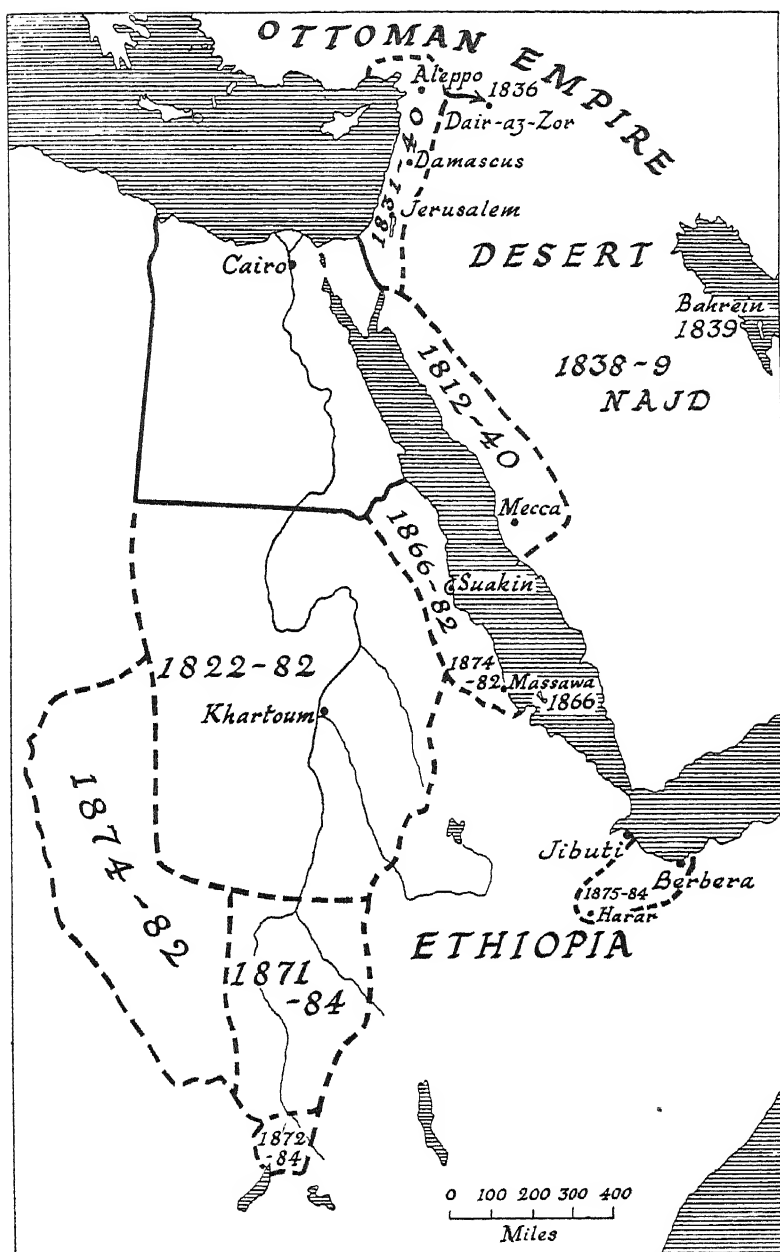 OTTOMAN EMPIRE
Aleppo
1836
Dair-az-Zor
1831-40
Damascus
Jerusalem
DESERT
Cairo
Bahrein
1839
1812-40
1838-9
NAJD
Mecca
1866-82
Suakin
1822-82
1874
-82
Massawa
1866
Khartoum
1874-82
Jibuti
Berbera
1875-84
Harar
ETHIOPIA
1871
-84
1872
-84
0 100 200 300 400
Miles